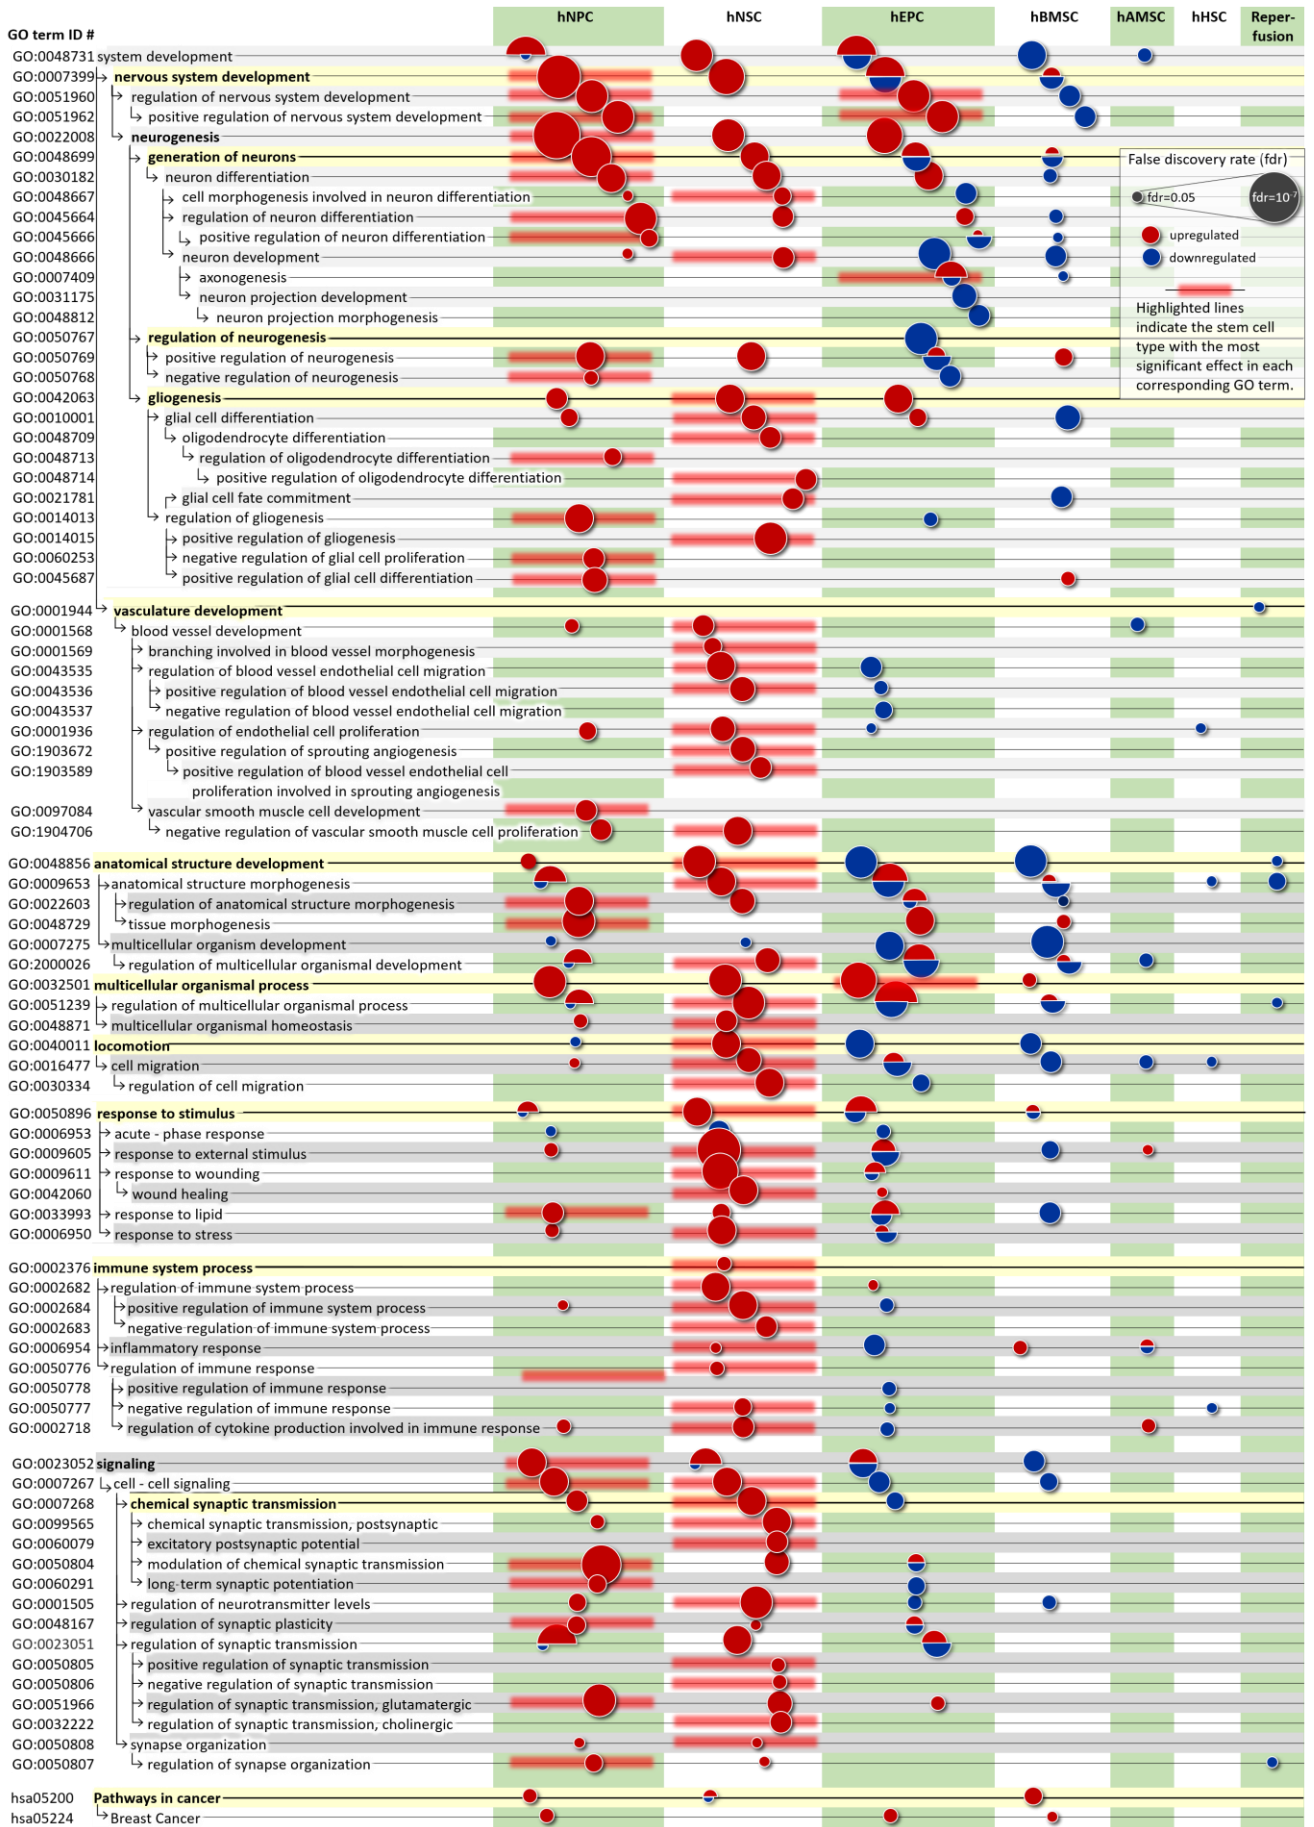 hNPC hNSC hEPC hBMSC hAMSC hHSC Reper-
fusion
GO term ID #
GO:0048731 system development
GO:0007399 nervous system development
GO:0051960 regulation of nervous system development
GO:0051962 positive regulation of nervous system development
GO:0022008 neurogenesis
GO:0048699 generation of neurons
GO:0030182 neuron differentiation
GO:0048667 cell morphogenesis involved in neuron differentiation
GO:0045664 regulation of neuron differentiation
GO:0045666 positive regulation of neuron differentiation
GO:0048666 neuron development
GO:0007409 axonogenesis
GO:0031175 neuron projection development
GO:0048812 neuron projection morphogenesis
GO:0050767 regulation of neurogenesis
GO:0050769 positive regulation of neurogenesis
GO:0050768 negative regulation of neurogenesis
GO:0042063 gliogenesis
GO:0010001 glial cell differentiation
GO:0048709 oligodendrocyte differentiation
GO:0048713 regulation of oligodendrocyte differentiation
GO:0048714 positive regulation of oligodendrocyte differentiation
GO:0021781 glial cell fate commitment
GO:0014013 regulation of gliogenesis
GO:0014015 positive regulation of gliogenesis
GO:0060253 negative regulation of glial cell proliferation
GO:0045687 positive regulation of glial cell differentiation
False discovery rate (fdr)
fdr=0.05 fdr=10⁻⁷
upregulated
downregulated
Highlighted lines
indicate the stem cell
type with the most
significant effect in each
corresponding GO term.
GO:0001944 vasculature development
GO:0001568 blood vessel development
GO:0001569 branching involved in blood vessel morphogenesis
GO:0043535 regulation of blood vessel endothelial cell migration
GO:0043536 positive regulation of blood vessel endothelial cell migration
GO:0043537 negative regulation of blood vessel endothelial cell migration
GO:0001936 regulation of endothelial cell proliferation
GO:1903672 positive regulation of sprouting angiogenesis
GO:1903589 positive regulation of blood vessel endothelial cell
proliferation involved in sprouting angiogenesis
GO:0097084 vascular smooth muscle cell development
GO:1904706 negative regulation of vascular smooth muscle cell proliferation
GO:0048856 anatomical structure development
GO:0009653 anatomical structure morphogenesis
GO:0022603 regulation of anatomical structure morphogenesis
GO:0048729 tissue morphogenesis
GO:0007275 multicellular organism development
GO:2000026 regulation of multicellular organismal development
GO:0032501 multicellular organismal process
GO:0051239 regulation of multicellular organismal process
GO:0048871 multicellular organismal homeostasis
GO:0040011 locomotion
GO:0016477 cell migration
GO:0030334 regulation of cell migration
GO:0050896 response to stimulus
GO:0006953 acute - phase response
GO:0009605 response to external stimulus
GO:0009611 response to wounding
GO:0042060 wound healing
GO:0033993 response to lipid
GO:0006950 response to stress
GO:0002376 immune system process
GO:0002682 regulation of immune system process
GO:0002684 positive regulation of immune system process
GO:0002683 negative regulation of immune system process
GO:0006954 inflammatory response
GO:0050776 regulation of immune response
GO:0050778 positive regulation of immune response
GO:0050777 negative regulation of immune response
GO:0002718 regulation of cytokine production involved in immune response
GO:0023052 signaling
GO:0007267 cell - cell signaling
GO:0007268 chemical synaptic transmission
GO:0099565 chemical synaptic transmission, postsynaptic
GO:0060079 excitatory postsynaptic potential
GO:0050804 modulation of chemical synaptic transmission
GO:0060291 long-term synaptic potentiation
GO:0001505 regulation of neurotransmitter levels
GO:0048167 regulation of synaptic plasticity
GO:0023051 regulation of synaptic transmission
GO:0050805 positive regulation of synaptic transmission
GO:0050806 negative regulation of synaptic transmission
GO:0051966 regulation of synaptic transmission, glutamatergic
GO:0032222 regulation of synaptic transmission, cholinergic
GO:0050808 synapse organization
GO:0050807 regulation of synapse organization
hsa05200 Pathways in cancer
hsa05224 Breast Cancer